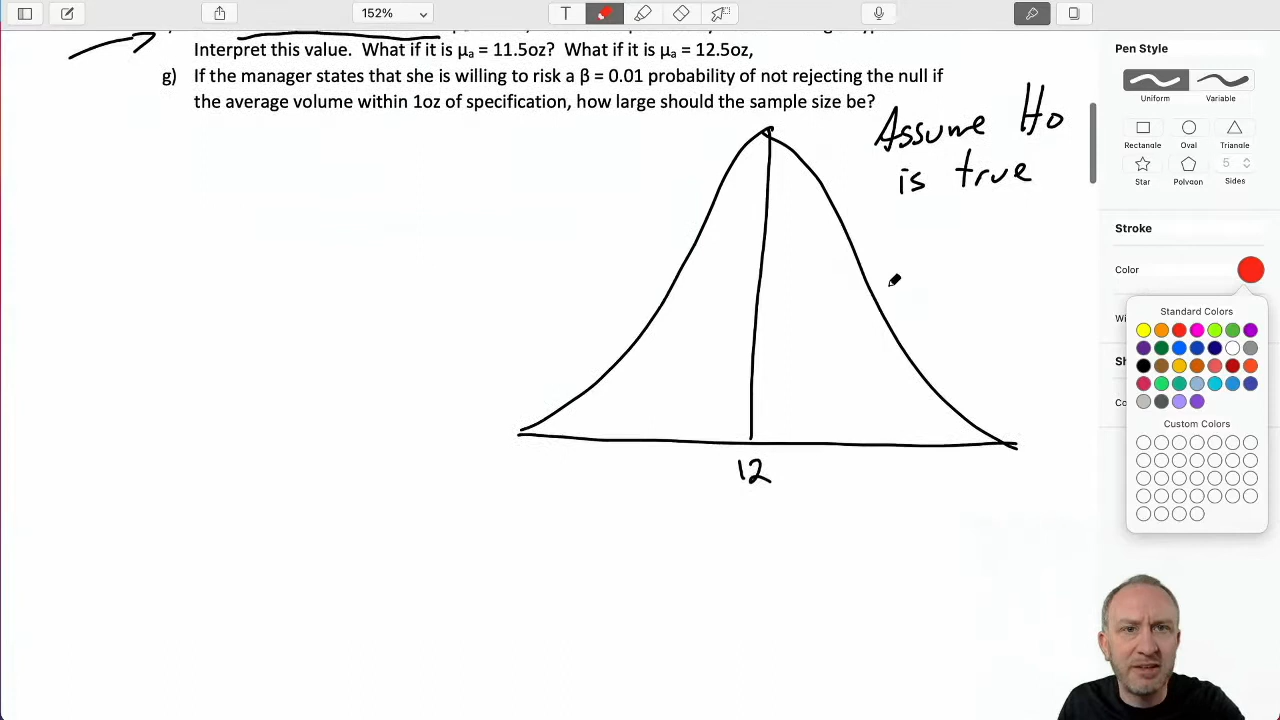 152%
T
Interpret this value. What if it is μₐ = 11.5oz? What if it is μₐ = 12.5oz,
g) If the manager states that she is willing to risk a β = 0.01 probability of not rejecting the null if
the average volume within 1oz of specification, how large should the sample size be?
Assume Ho
is true
12
Pen Style
Uniform Variable
Rectangle Oval Triangle
5
Star Polygon Sides
Stroke
Color
Standard Colors
Custom Colors